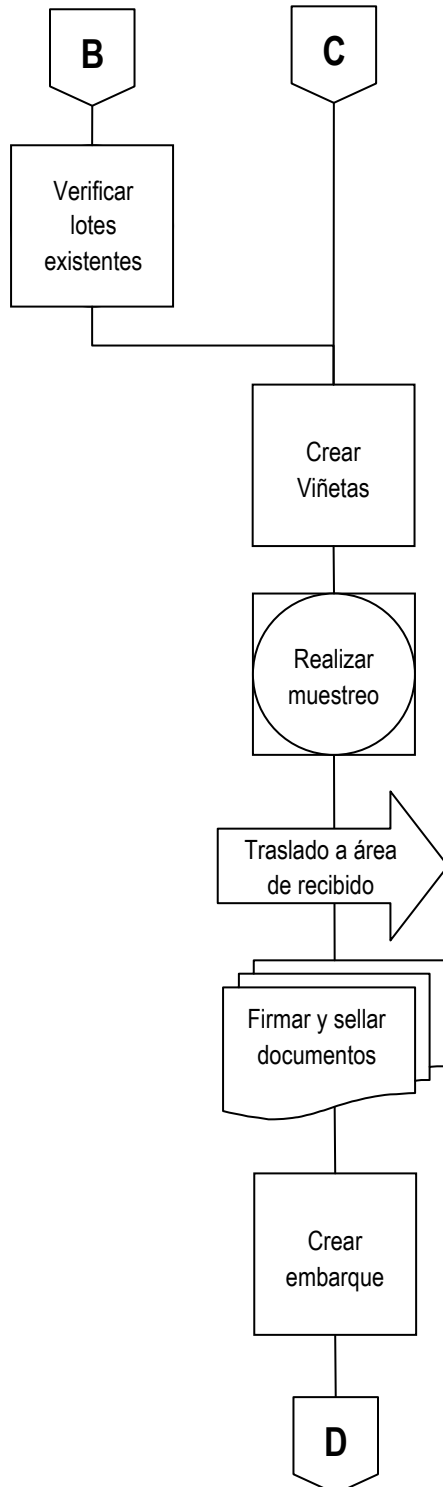 B
C
Verificar
lotes
existentes
Crear
Viñetas
Realizar
muestreo
Traslado a área
de recibido
Firmar y sellar
documentos
Crear
embarque
D